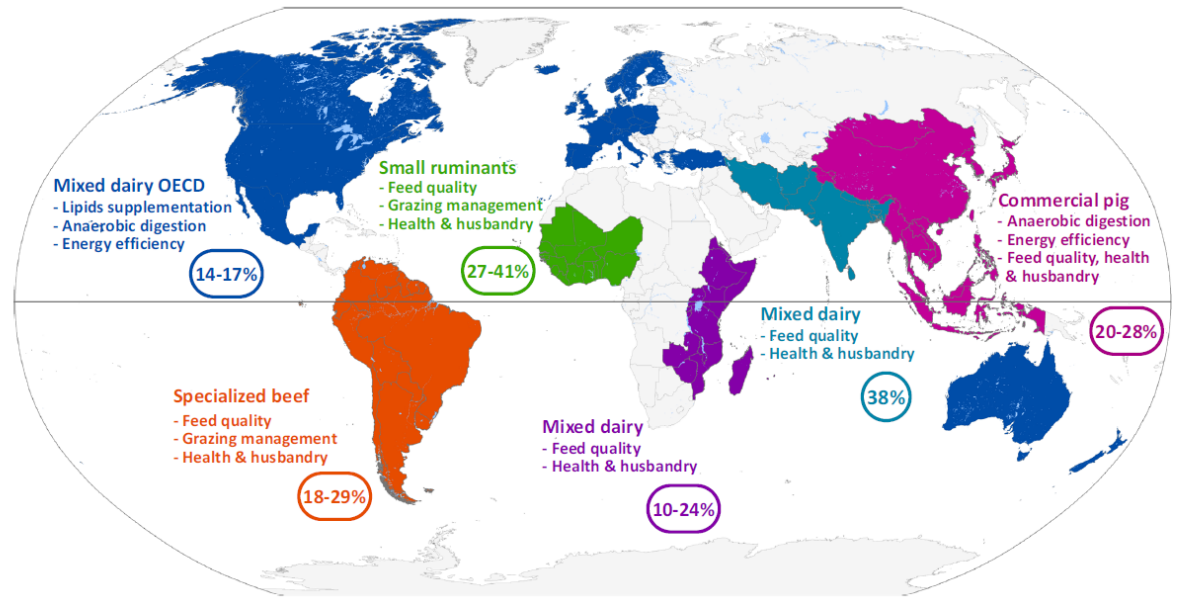 Mixed dairy OECD
- Lipids supplementation
- Anaerobic digestion
- Energy efficiency
14-17%
Small ruminants
- Feed quality
- Grazing management
- Health & husbandry
27-41%
Commercial pig
- Anaerobic digestion
- Energy efficiency
- Feed quality, health
& husbandry
20-28%
Mixed dairy
- Feed quality
- Health & husbandry
38%
Specialized beef
- Feed quality
- Grazing management
- Health & husbandry
18-29%
Mixed dairy
- Feed quality
- Health & husbandry
10-24%